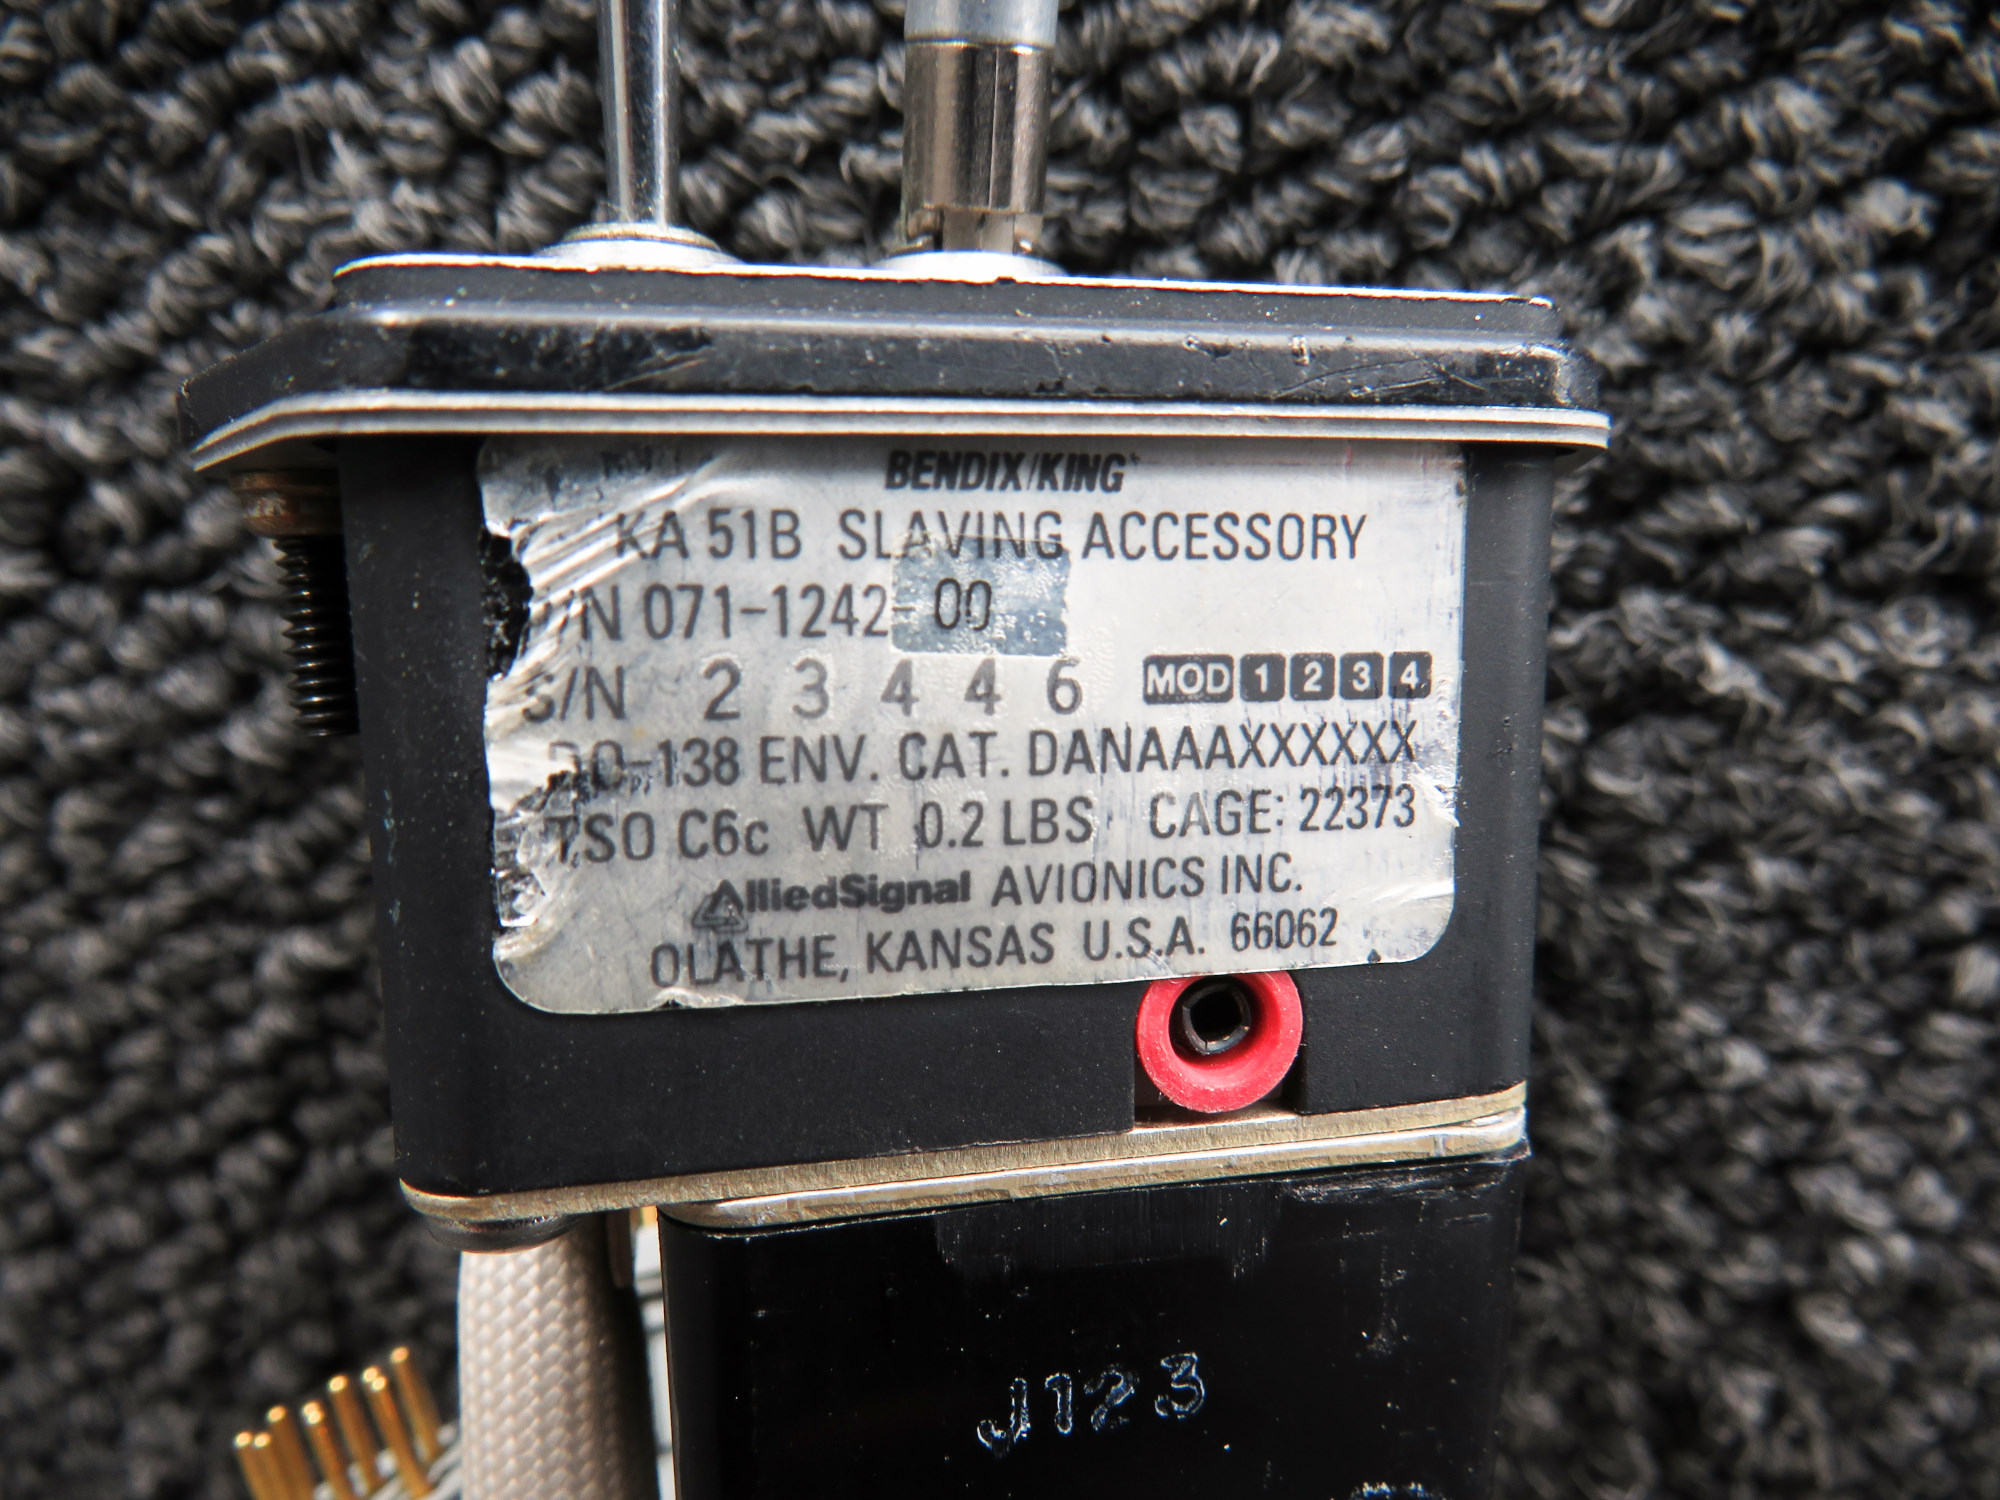 BENDIX/KING
KA 51B SLAVING ACCESSORY
/N 071-1242-00
S/N 2 3 4 4 6 MOD 1 2 3 4
DO-138 ENV. CAT. DANAAAXXXXXX
TSO C6c WT 0.2 LBS CAGE: 22373
AlliedSignal AVIONICS INC.
OLATHE, KANSAS U.S.A. 66062
J123